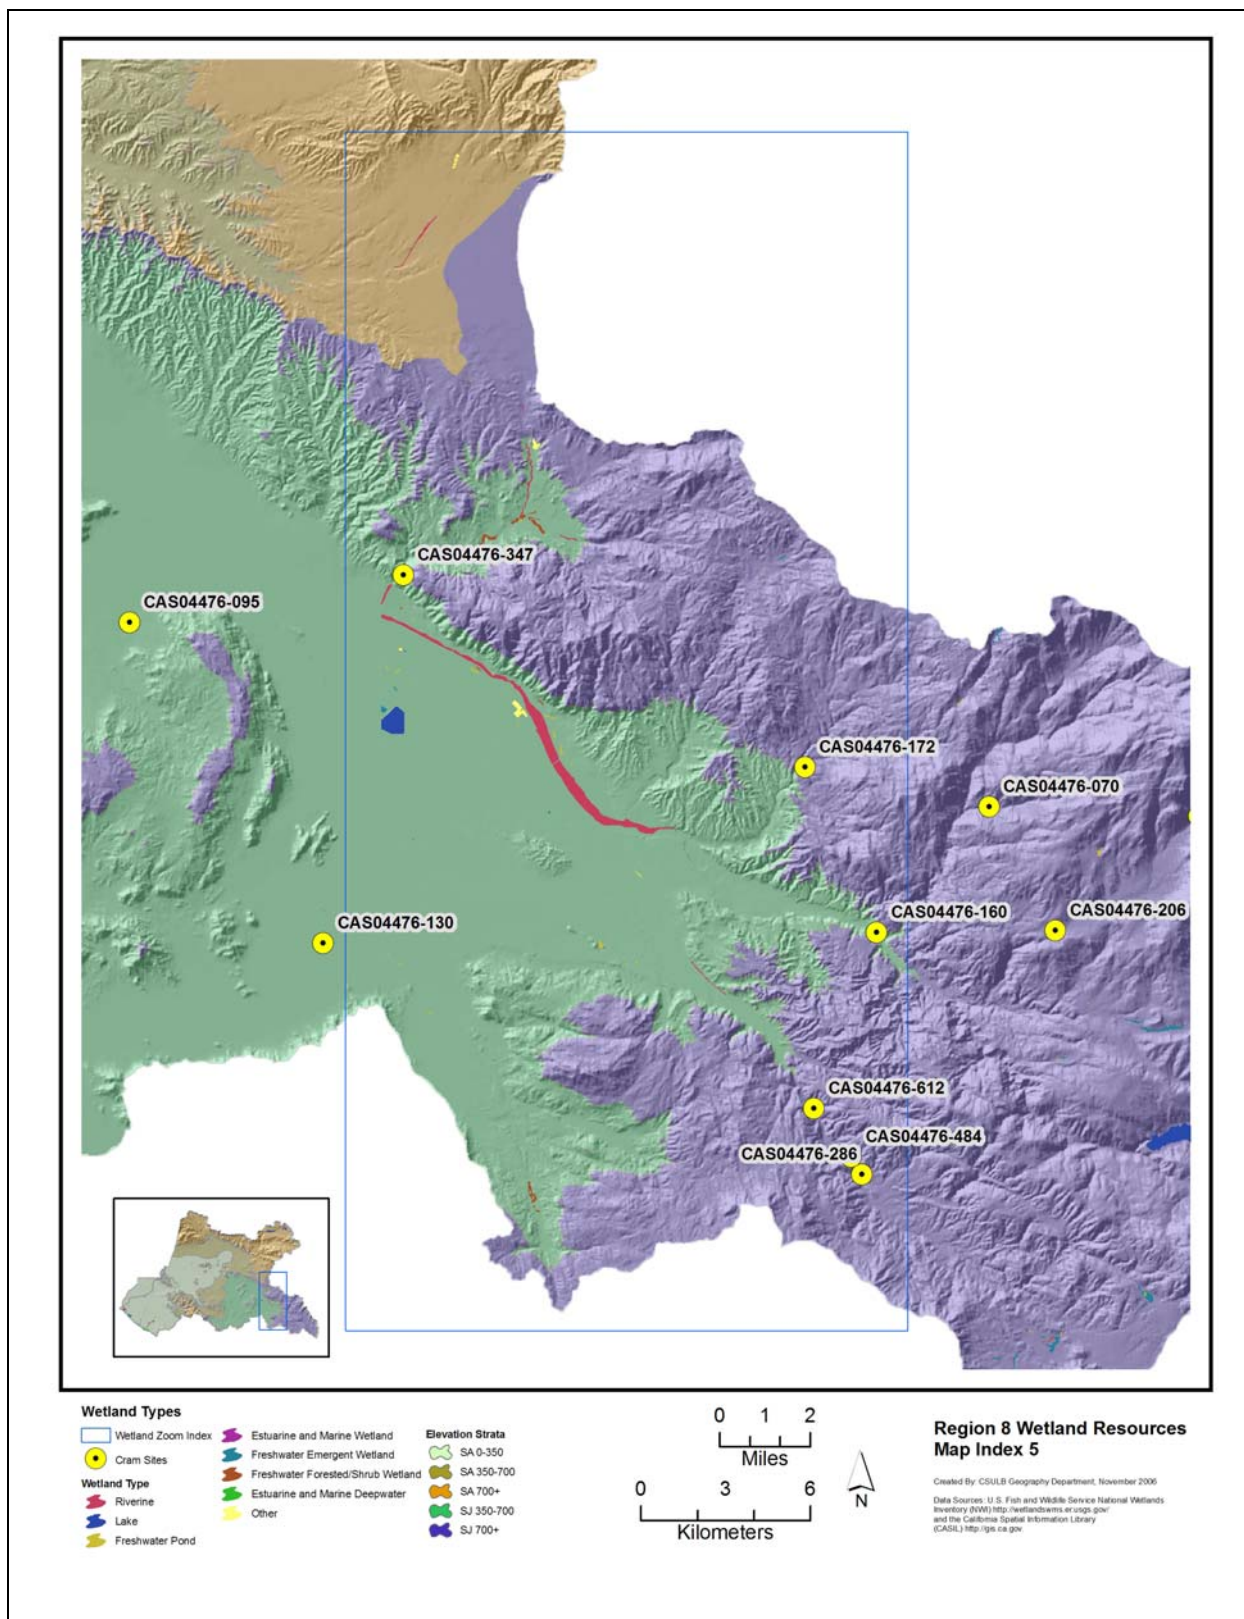 CAS04476-347
CAS04476-095
CAS04476-172
CAS04476-070
CAS04476-160
CAS04476-206
CAS04476-130
CAS04476-612
CAS04476-484
CAS04476-286
Wetland Types
Wetland Zoom Index
Cram Sites
Wetland Type
Riverine
Lake
Freshwater Pond
Estuarine and Marine Wetland
Freshwater Emergent Wetland
Freshwater Forested/Shrub Wetland
Estuarine and Marine Deepwater
Other
Elevation Strata
SA 0-350
SA 350-700
SA 700+
SJ 350-700
SJ 700+
0 1 2
Miles
0 3 6
Kilometers
N
Region 8 Wetland Resources
Map Index 5
Created By: CSULB Geography Department, November 2006
Data Sources: U.S. Fish and Wildlife Service National Wetlands
Inventory (NWI) http://wetlandswms.er.usgs.gov/
and the California Spatial Information Library
(CASIL) http://gis.ca.gov